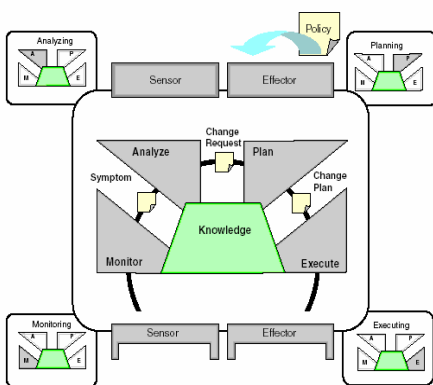 Analyzing
A
P
M
E
Policy
Planning
A
P
M
E
Sensor
Effector
Change
Request
Analyze
Plan
Symptom
Change
Plan
Knowledge
Monitor
Execute
Monitoring
A
P
M
E
Sensor
Effector
Executing
A
P
M
E